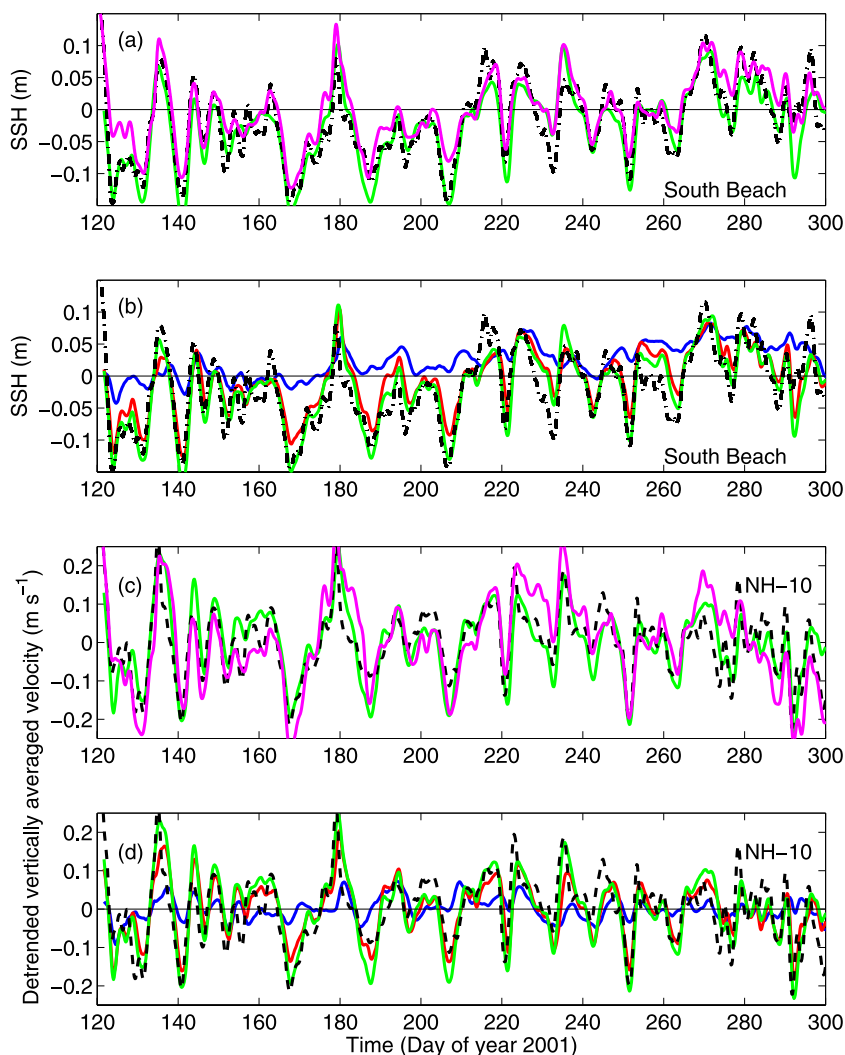 (a)
SSH (m)
0.1
0.05
0
−0.05
−0.1
South Beach
120 140 160 180 200 220 240 260 280 300
(b)
SSH (m)
0.1
0.05
0
−0.05
−0.1
South Beach
120 140 160 180 200 220 240 260 280 300
Detrended vertically averaged velocity (m s⁻¹)
(c)
NH−10
0.2
0.1
0
−0.1
−0.2
120 140 160 180 200 220 240 260 280 300
(d)
NH−10
0.2
0.1
0
−0.1
−0.2
120 140 160 180 200 220 240 260 280 300
Time (Day of year 2001)